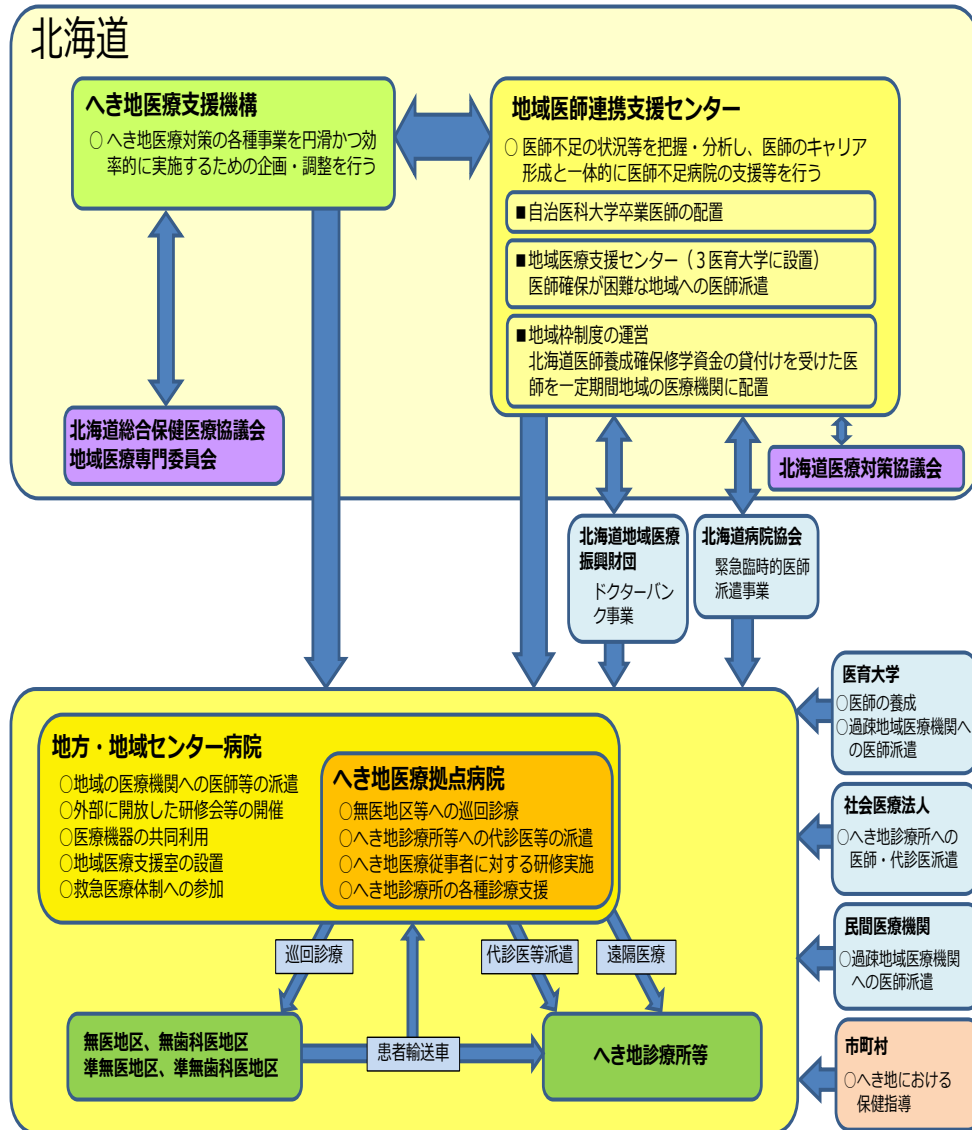 北海道
へき地医療支援機構
○ へき地医療対策の各種事業を円滑かつ効
率的に実施するための企画・調整を行う
地域医師連携支援センター
○ 医師不足の状況等を把握・分析し、医師のキャリア
形成と一体的に医師不足病院の支援等を行う
■自治医科大学卒業医師の配置
■地域医療支援センター（３医育大学に設置）
医師確保が困難な地域への医師派遣
■地域枠制度の運営
北海道医師養成確保修学資金の貸付けを受けた医
師を一定期間地域の医療機関に配置
北海道総合保健医療協議会
地域医療専門委員会
北海道医療対策協議会
北海道地域医療
振興財団
ドクターバン
ク事業
北海道病院協会
緊急臨時的医師
派遣事業
医育大学
○医師の養成
○過疎地域医療機関へ
の医師派遣
社会医療法人
○へき地診療所への
医師・代診医派遣
民間医療機関
○過疎地域医療機関
への医師派遣
市町村
○へき地における
保健指導
地方・地域センター病院
○地域の医療機関への医師等の派遣
○外部に開放した研修会等の開催
○医療機器の共同利用
○地域医療支援室の設置
○救急医療体制への参加
へき地医療拠点病院
○無医地区等への巡回診療
○へき地診療所等への代診医等の派遣
○へき地医療従事者に対する研修実施
○へき地診療所の各種診療支援
巡回診療
代診医等派遣
遠隔医療
無医地区、無歯科医地区
準無医地区、準無歯科医地区
患者輸送車
へき地診療所等